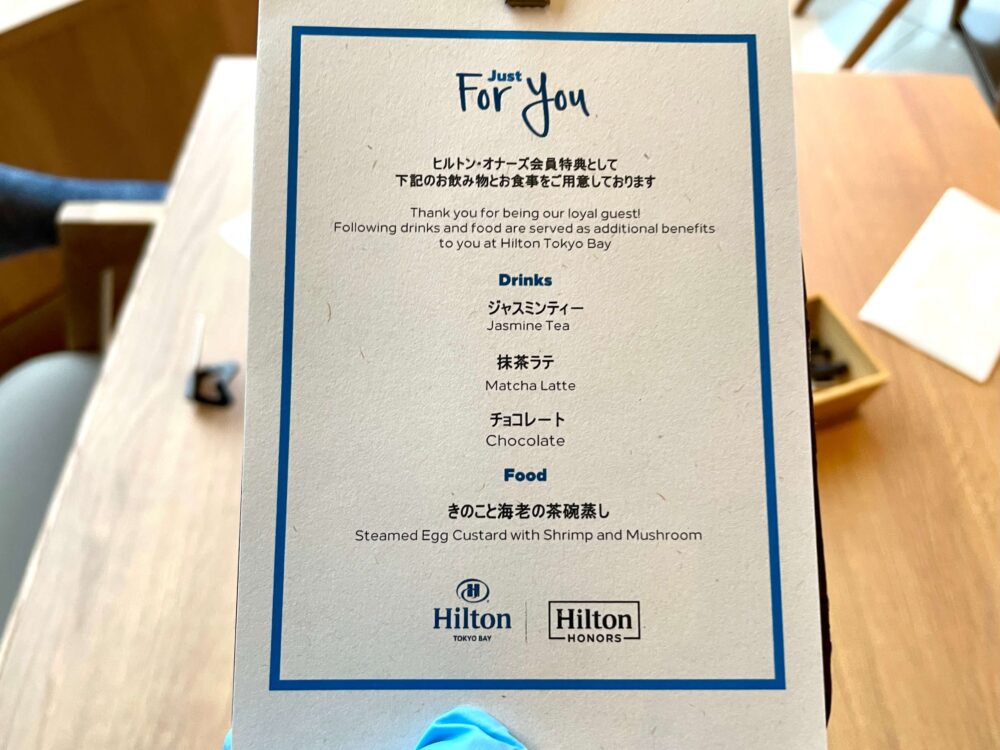 Just
For You
ヒルトン・オナーズ会員特典として
下記のお飲み物とお食事をご用意しております
Thank you for being our loyal guest!
Following drinks and food are served as additional benefits
to you at Hilton Tokyo Bay
Drinks
ジャスミンティー
Jasmine Tea
抹茶ラテ
Matcha Latte
チョコレート
Chocolate
Food
きのこと海老の茶碗蒸し
Steamed Egg Custard with Shrimp and Mushroom
H
Hilton
TOKYO BAY
Hilton
HONORS